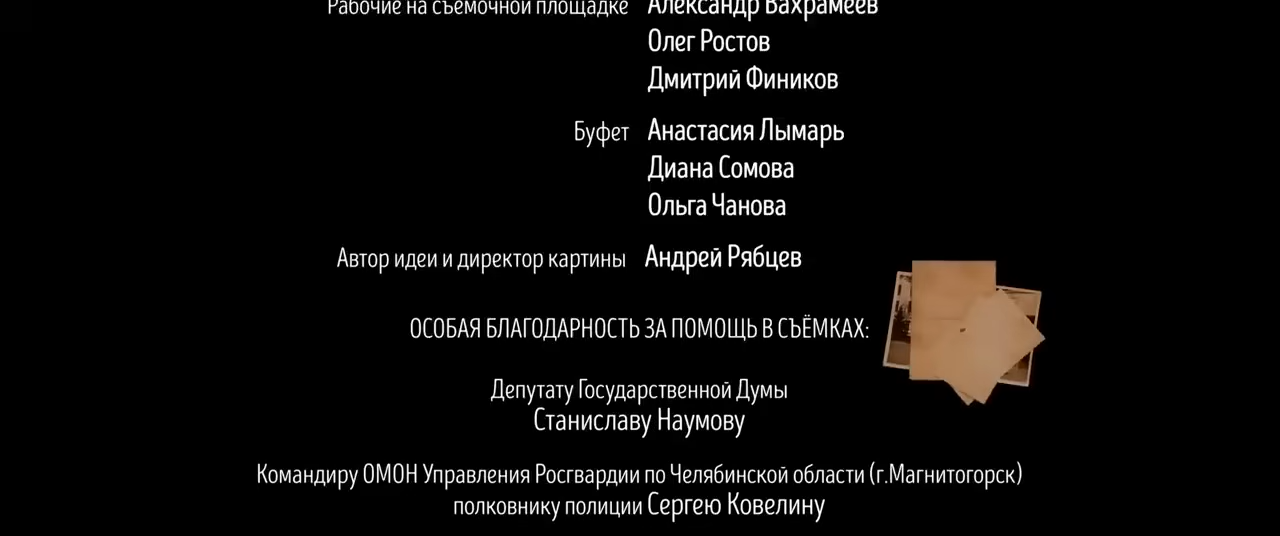 Рабочие на съёмочной площадке Александр Вахрамеев
Олег Ростов
Дмитрий Фиников
Буфет Анастасия Лымарь
Диана Сомова
Ольга Чанова
Автор идеи и директор картины Андрей Рябцев
ОСОБАЯ БЛАГОДАРНОСТЬ ЗА ПОМОЩЬ В СЪЁМКАХ:
Депутату Государственной Думы
Станиславу Наумову
Командиру ОМОН Управления Росгвардии по Челябинской области (г.Магнитогорск)
полковнику полиции Сергею Ковелину